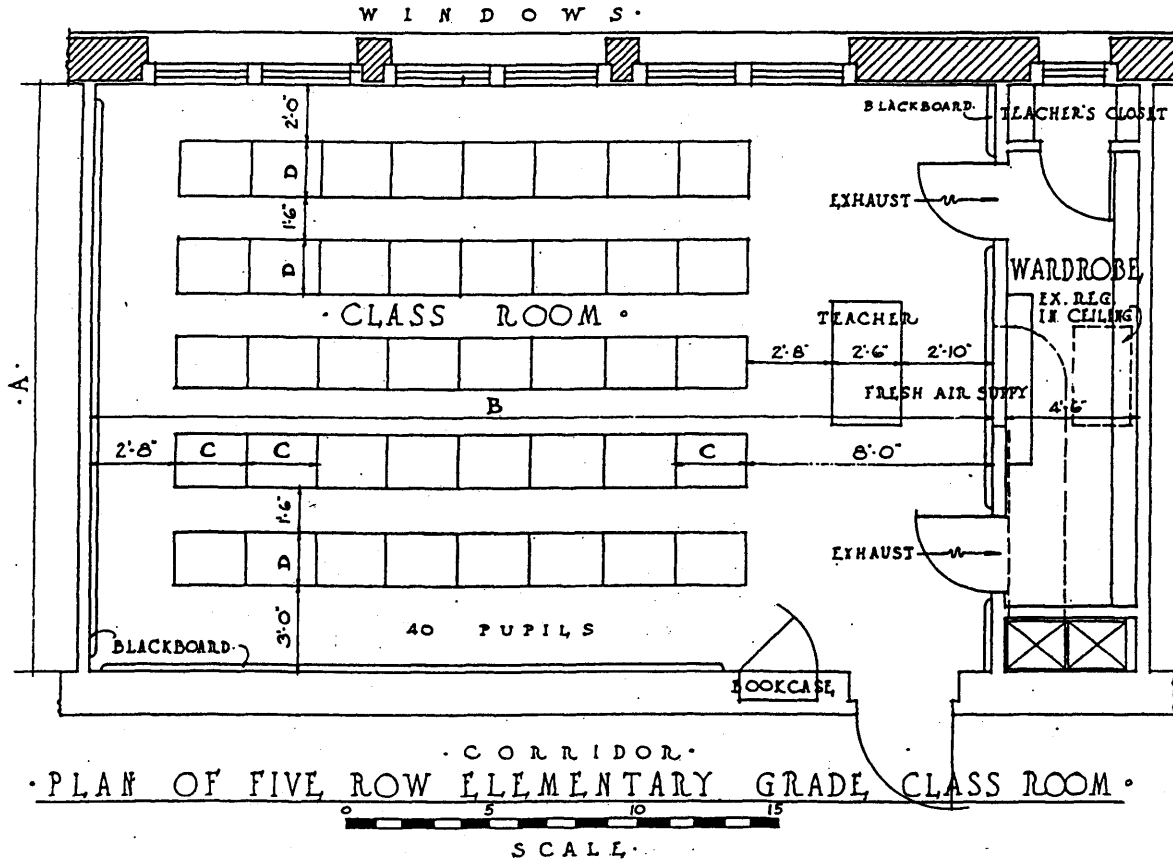 WINDOWS.
BLACKBOARD.
TEACHER'S CLOSET
2'-0"
D
EXHAUST
1'-6"
D
WARDROBE
EX. REG.
IN CEILING
· CLASS ROOM ·
TEACHER
2'-8" 2'-6" 2'-10"
· A ·
FRESH AIR SUPPY
B
4'-6"
2'-8" C C C 8'-0"
1'-6"
D
EXHAUST
3'-0"
40 PUPILS
BLACKBOARD.
BOOKCASE
· CORRIDOR ·
· PLAN OF FIVE ROW ELEMENTARY GRADE CLASS ROOM ·
0 5 10 15
SCALE.